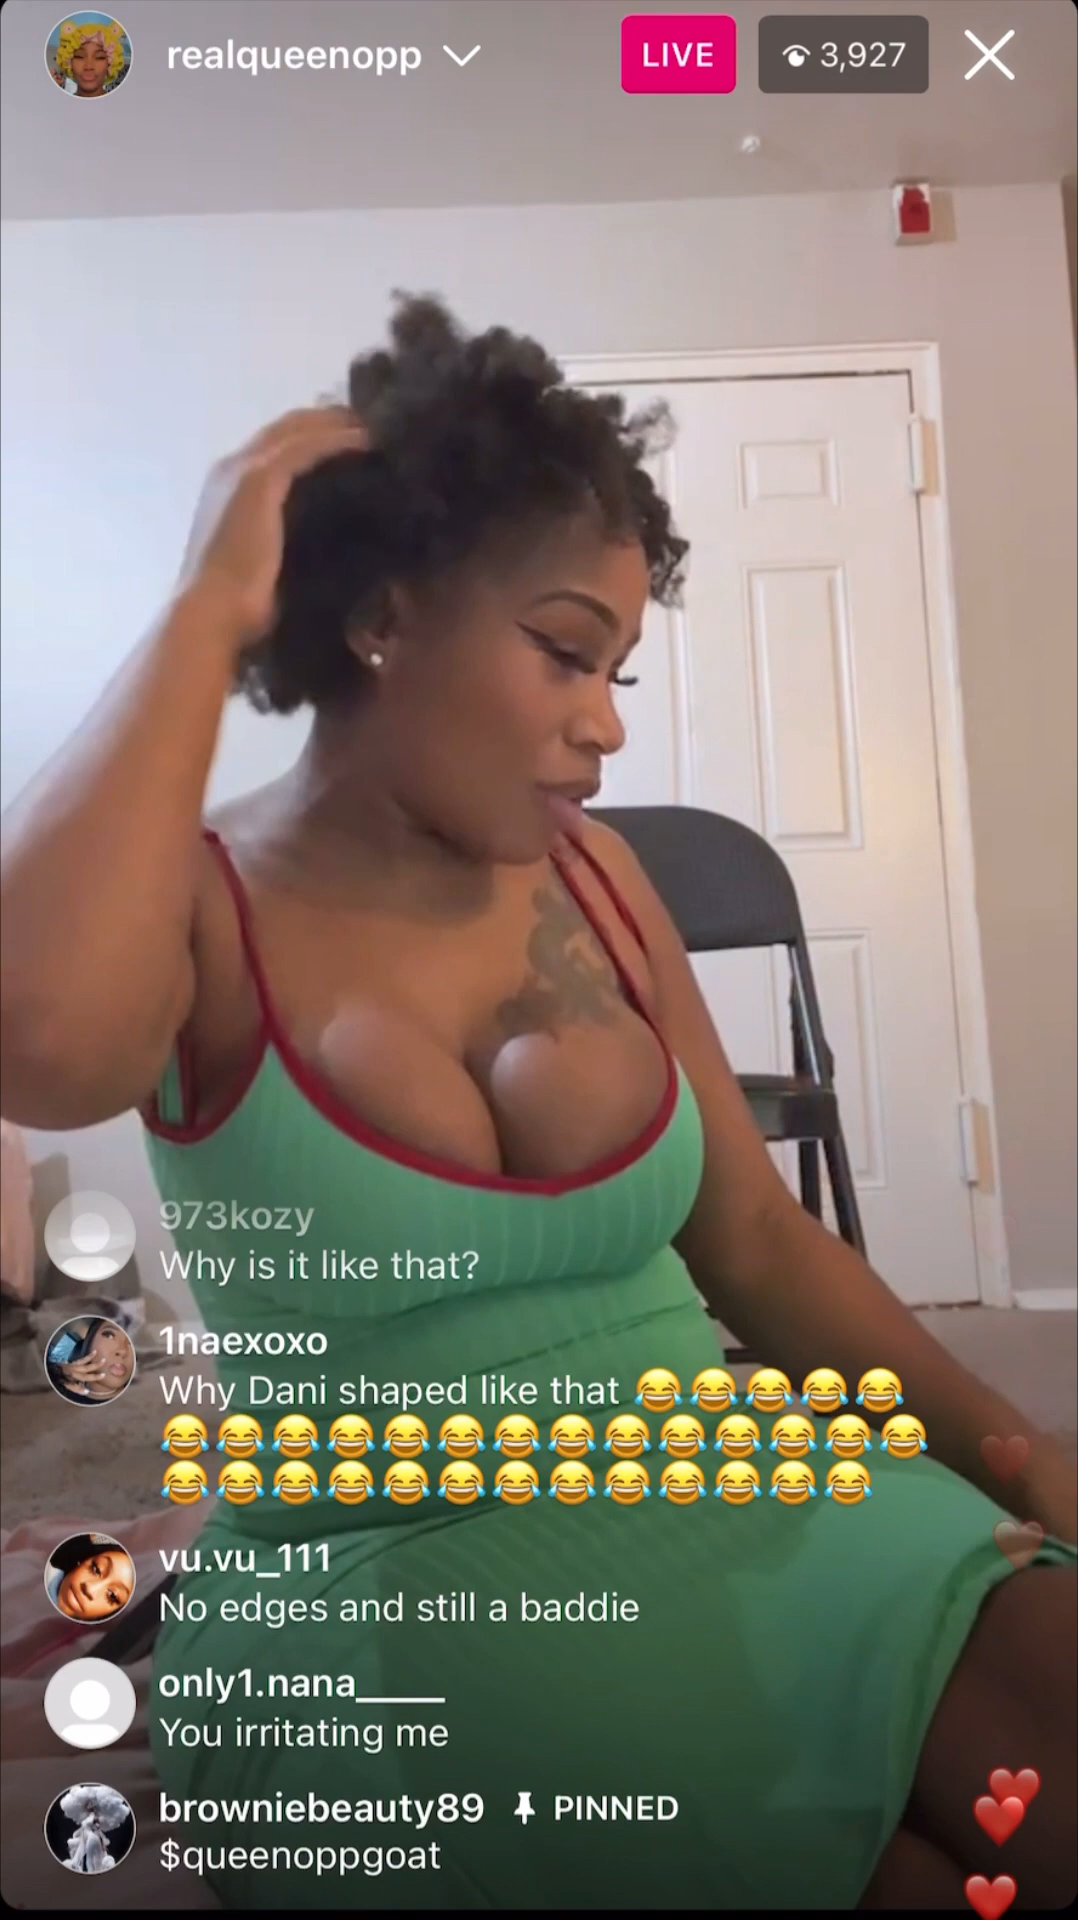 realqueenopp
LIVE
3,927
973kozy
Why is it like that?
1naexoxo
Why Dani shaped like that 😂😂😂😂😂
😂😂😂😂😂😂😂😂😂😂😂😂😂😂
😂😂😂😂😂😂😂😂😂😂😂😂😂
vu.vu_111
No edges and still a baddie
only1.nana_____
You irritating me
browniebeauty89 PINNED
$queenoppgoat